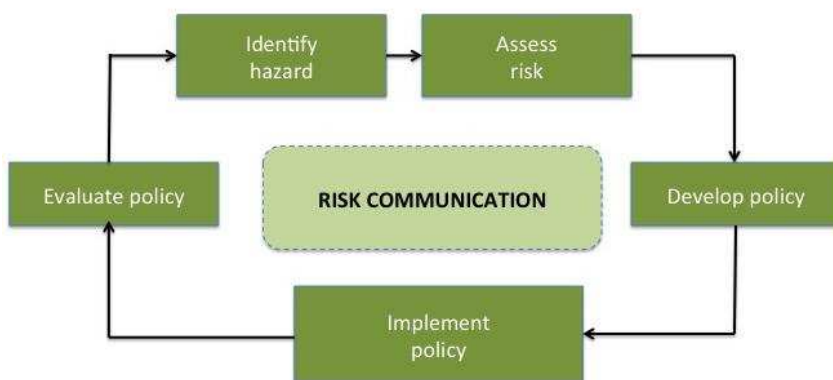 Identify
hazard
Assess
risk
Evaluate policy
RISK COMMUNICATION
Develop policy
Implement
policy